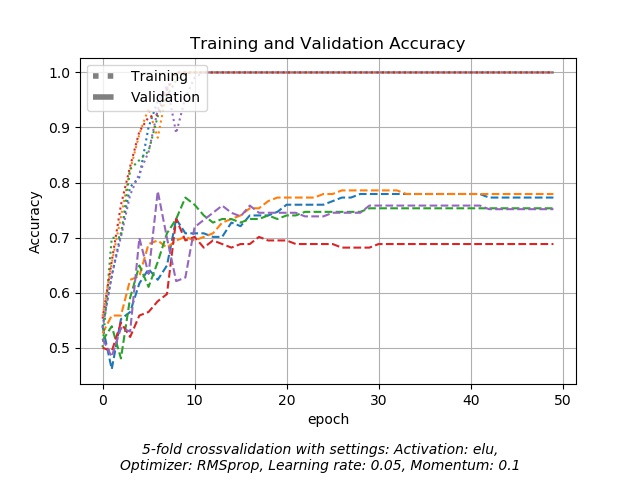 Training and Validation Accuracy
Training
Validation
1.0
0.9
0.8
0.7
0.6
0.5
Accuracy
0
10
20
30
40
50
epoch
5-fold crossvalidation with settings: Activation: elu,
Optimizer: RMSprop, Learning rate: 0.05, Momentum: 0.1